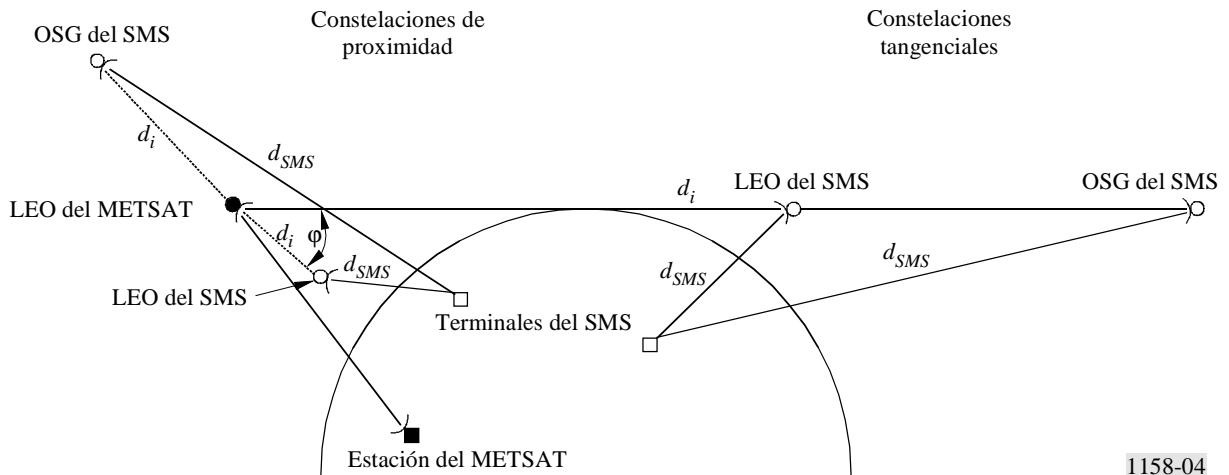 Constelaciones de
proximidad
Constelaciones
tangenciales
OSG del SMS
d_i
d_SMS
LEO del METSAT
d_i
LEO del SMS
OSG del SMS
d_i
φ
d_SMS
LEO del SMS
d_SMS
d_SMS
Terminales del SMS
Estación del METSAT
1158-04